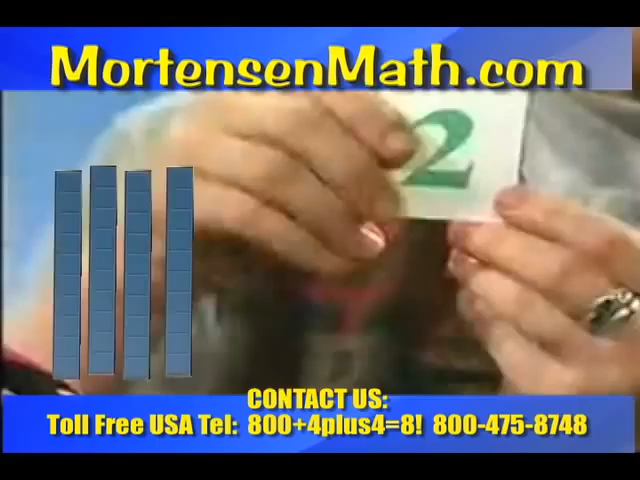 MortensenMath.com
2
CONTACT US:
Toll Free USA Tel: 800+4plus4=8! 800-475-8748